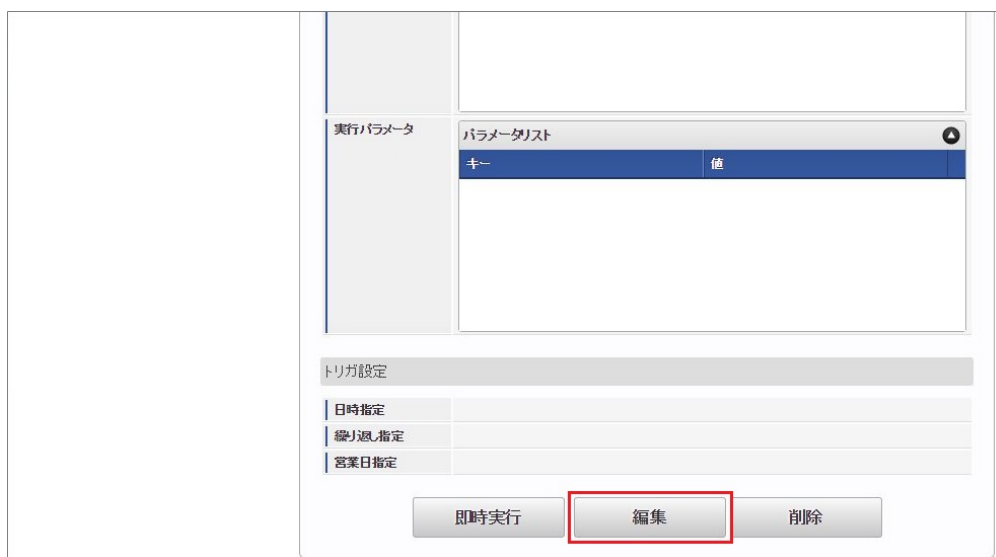 実行パラメータ
パラメータリスト
キー 値
トリガ設定
日時指定
繰り返し指定
営業日指定
即時実行 編集 削除